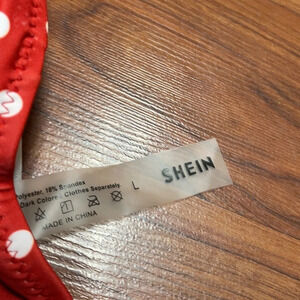 SHEIN
Polyester, 18% Spandex
Dark Colors - Clothes Separately
L
MADE IN CHINA